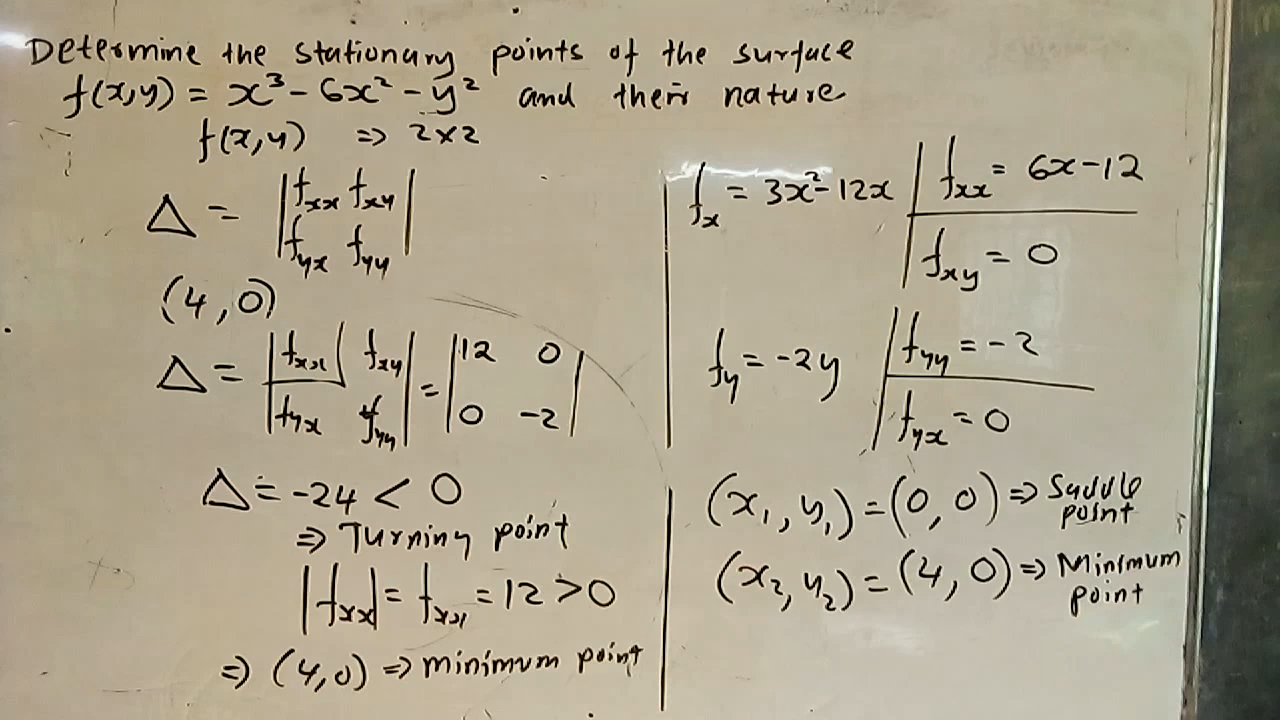 Determine the stationary points of the surface
f(x,y) = x³ - 6x² - y² and their nature
f(x,y) ⇒ 2×2
Δ = |fxx fxy|
|fyx fyy|
(4,0)
Δ = |fxx fxy| = |12 0|
|fyx fyy| |0 -2|
Δ = -24 < 0
⇒ Turning point
|fxx| = fxx = 12 > 0
⇒ (4,0) ⇒ minimum point
fx = 3x² - 12x | fxx = 6x - 12
fxy = 0
fy = -2y | fyy = -2
fyx = 0
(x₁, y₁) = (0, 0) ⇒ Saddle
point
(x₂, y₂) = (4, 0) ⇒ Minimum
point